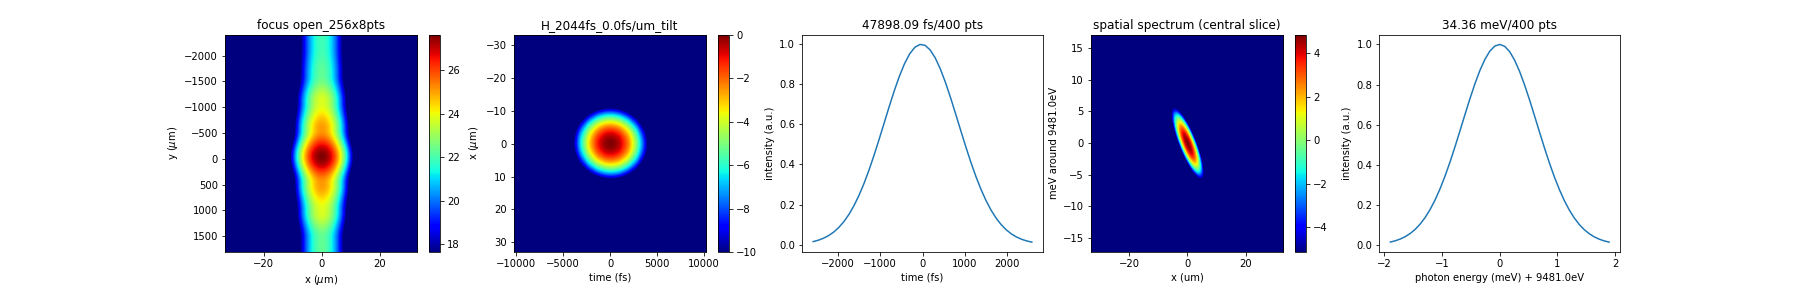 focus open_256x8pts
y (μm)
−2000
−1500
−1000
−500
0
500
1000
1500
−20 0 20
x (μm)
26
24
22
20
18
H_2044fs_0.0fs/um_tilt
x (μm)
−30
−20
−10
0
10
20
30
−10000 −5000 0 5000 10000
time (fs)
0
−2
−4
−6
−8
−10
47898.09 fs/400 pts
intensity (a.u.)
1.0
0.8
0.6
0.4
0.2
0.0
−2000 −1000 0 1000 2000
time (fs)
spatial spectrum (central slice)
meV around 9481.0eV
15
10
5
0
−5
−10
−15
−20 0 20
x (um)
4
2
0
−2
−4
34.36 meV/400 pts
intensity (a.u.)
1.0
0.8
0.6
0.4
0.2
0.0
−2 −1 0 1 2
photon energy (meV) + 9481.0eV